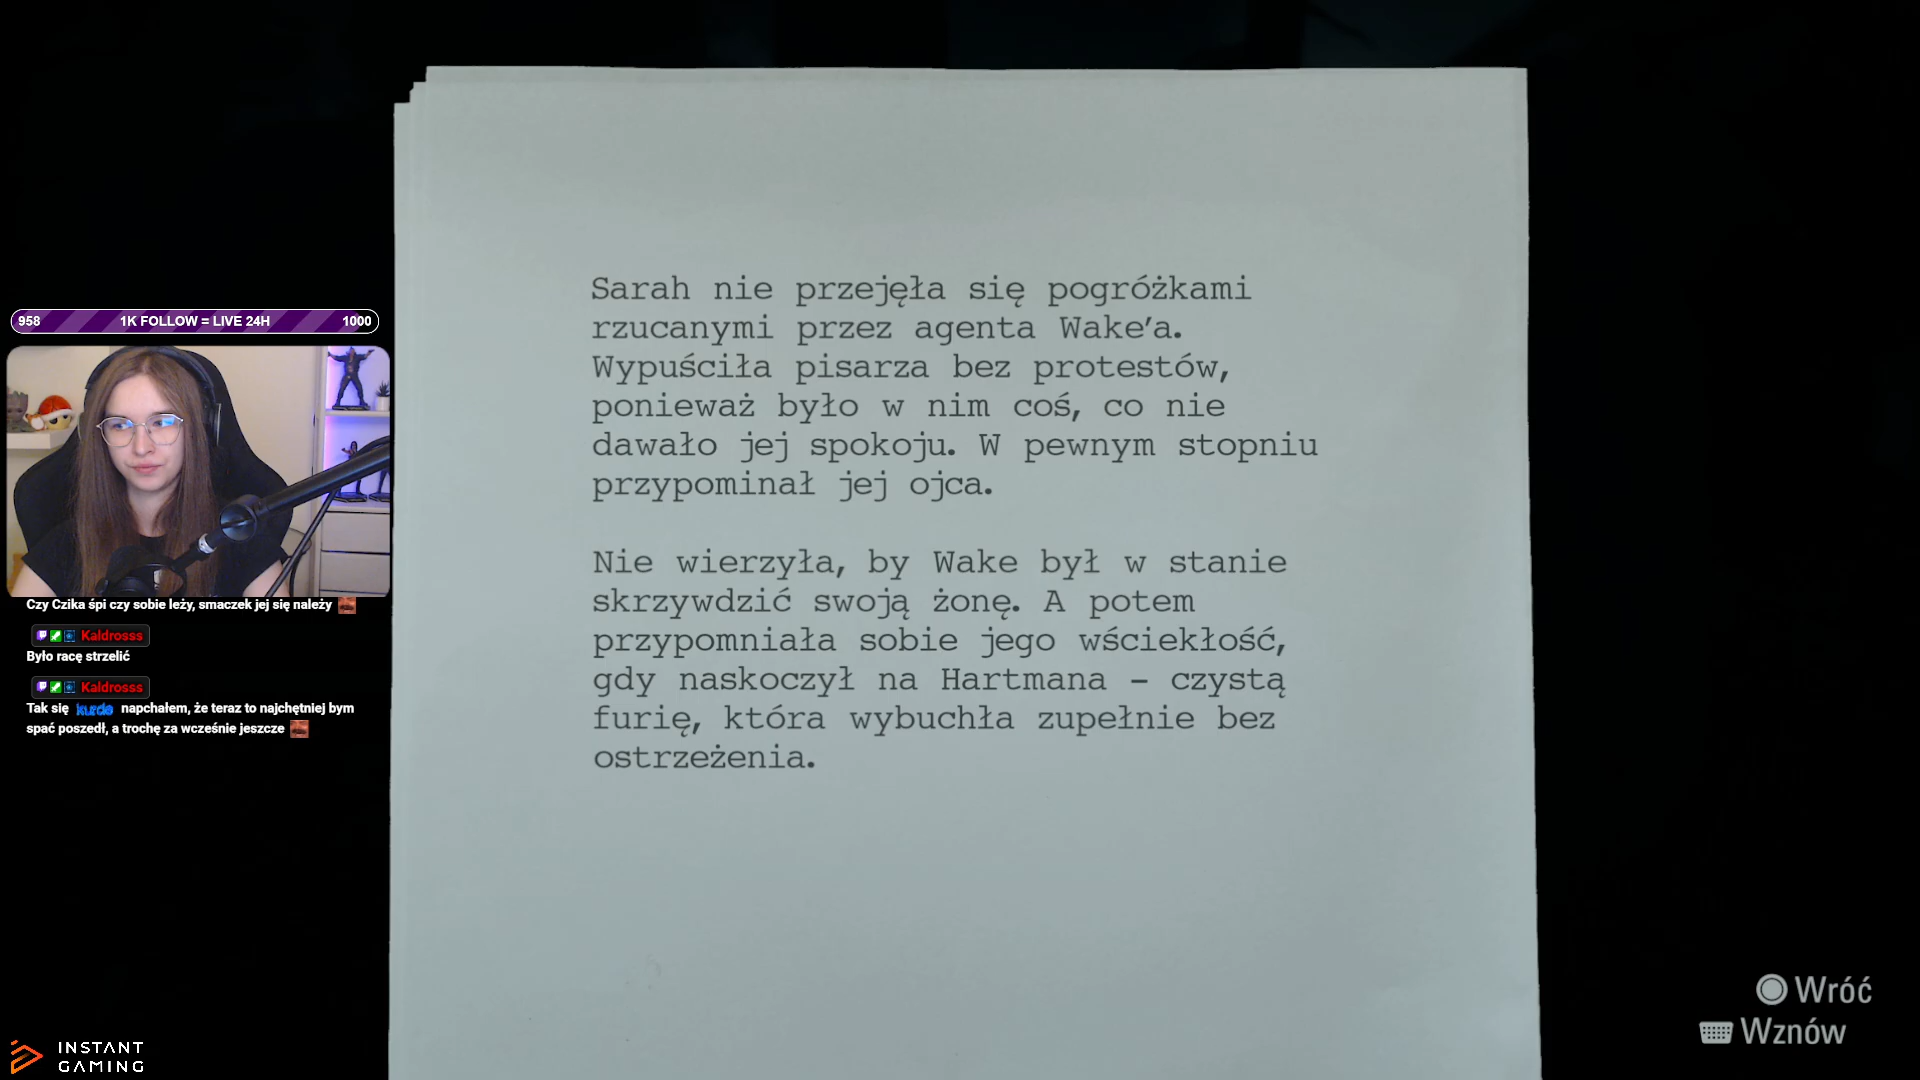 958 1K FOLLOW = LIVE 24H 1000
Czy Czika śpi czy sobie leży, smaczek jej się należy
Kaldrosss
Było racę strzelić
Kaldrosss
Tak się kurde napchałem, że teraz to najchętniej bym
spać poszedł, a trochę za wcześnie jeszcze
INSTANT
GAMING
Sarah nie przejęła się pogróżkami
rzucanymi przez agenta Wake’a.
Wypuściła pisarza bez protestów,
ponieważ było w nim coś, co nie
dawało jej spokoju. W pewnym stopniu
przypominał jej ojca.
Nie wierzyła, by Wake był w stanie
skrzywdzić swoją żonę. A potem
przypomniała sobie jego wściekłość,
gdy naskoczył na Hartmana – czystą
furię, która wybuchła zupełnie bez
ostrzeżenia.
Wróć
Wznów